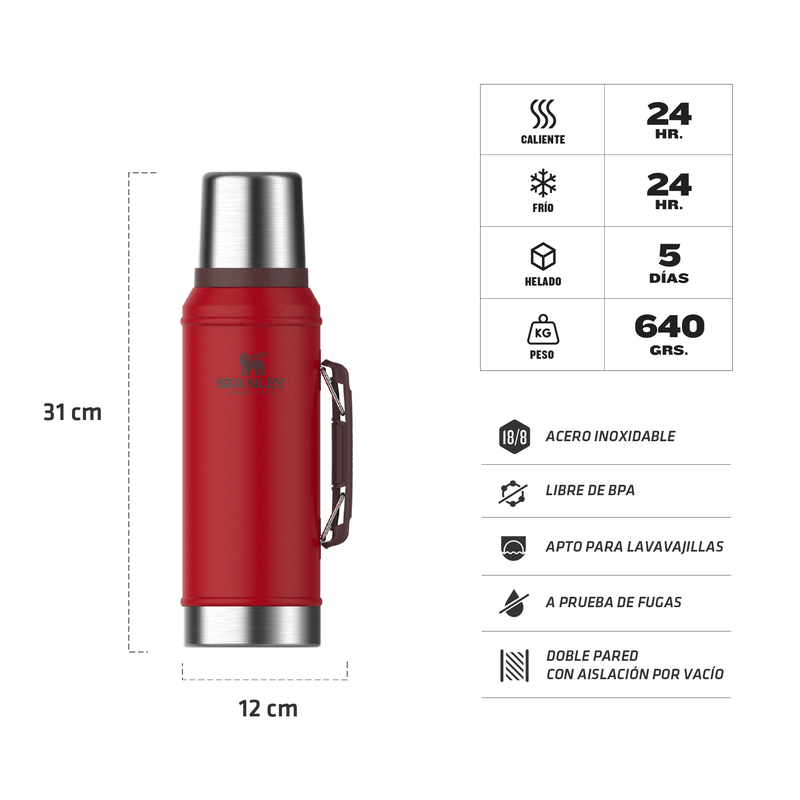 CALIENTE
24
HR.
FRÍO
24
HR.
HELADO
5
DÍAS
KG
PESO
640
GRS.
31 cm
STANLEY
12 cm
18/8
ACERO INOXIDABLE
LIBRE DE BPA
APTO PARA LAVAVAJILLAS
A PRUEBA DE FUGAS
DOBLE PARED
CON AISLACIÓN POR VACÍO